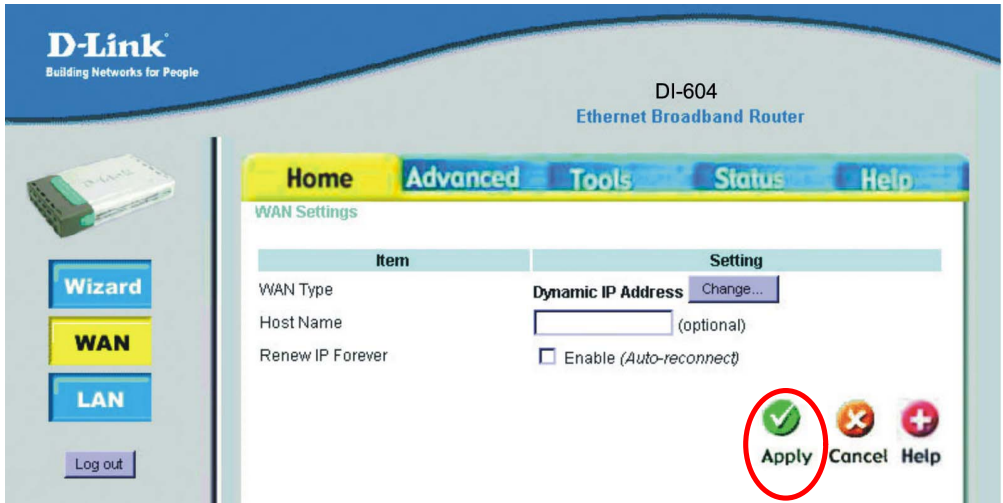 D-Link
Building Networks for People
DI-604
Ethernet Broadband Router
Home Advanced Tools Status Help
WAN Settings
Item Setting
Wizard
WAN
LAN
Log out
WAN Type Dynamic IP Address Change...
Host Name (optional)
Renew IP Forever Enable (Auto-reconnect)
Apply Cancel Help